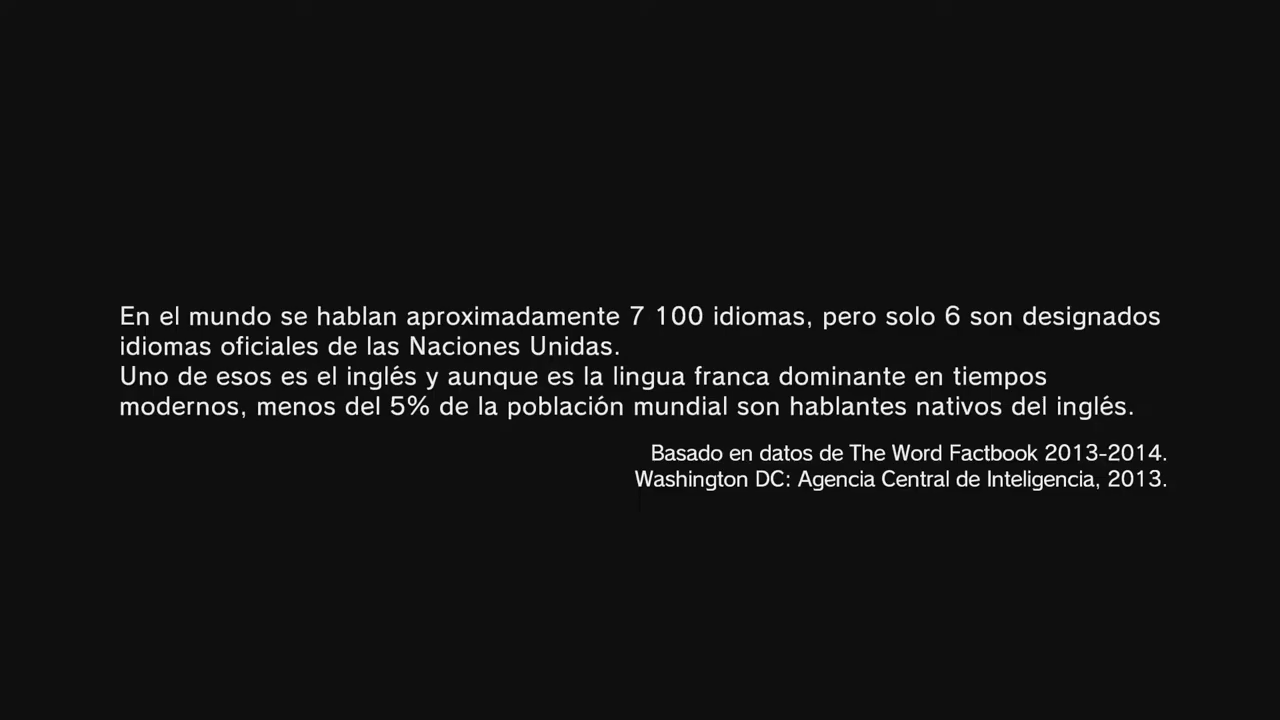 En el mundo se hablan aproximadamente 7 100 idiomas, pero solo 6 son designados
idiomas oficiales de las Naciones Unidas.
Uno de esos es el inglés y aunque es la lingua franca dominante en tiempos
modernos, menos del 5% de la población mundial son hablantes nativos del inglés.
Basado en datos de The Word Factbook 2013-2014.
Washington DC: Agencia Central de Inteligencia, 2013.